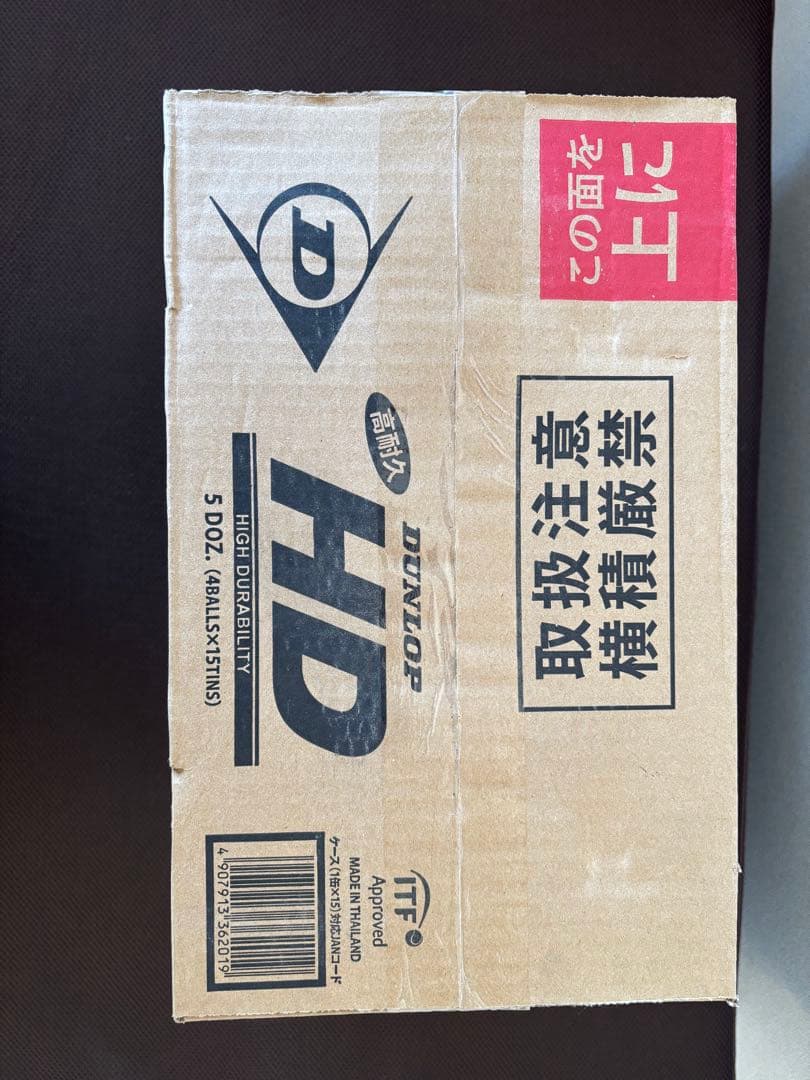 この面を
上に
取扱注意
横積厳禁
D
高耐久
DUNLOP
HD
HIGH DURABILITY
5 DOZ. (4BALLS×15TINS)
ITF
Approved
MADE IN THAILAND
ケース(1缶×15)対応JANコード
4 907913 362019